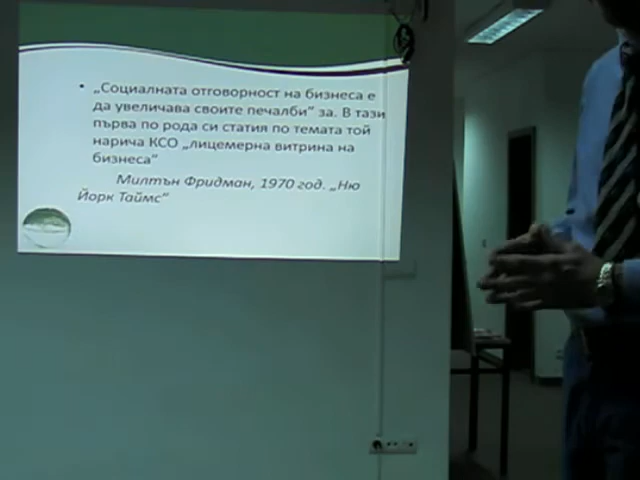 „Социалната отговорност на бизнеса е
да увеличава своите печалби“ за. В тази
първа по рода си статия по темата той
нарича КСО „лицемерна витрина на
бизнеса“
Милтън Фридман, 1970 год. „Ню
Йорк Таймс“